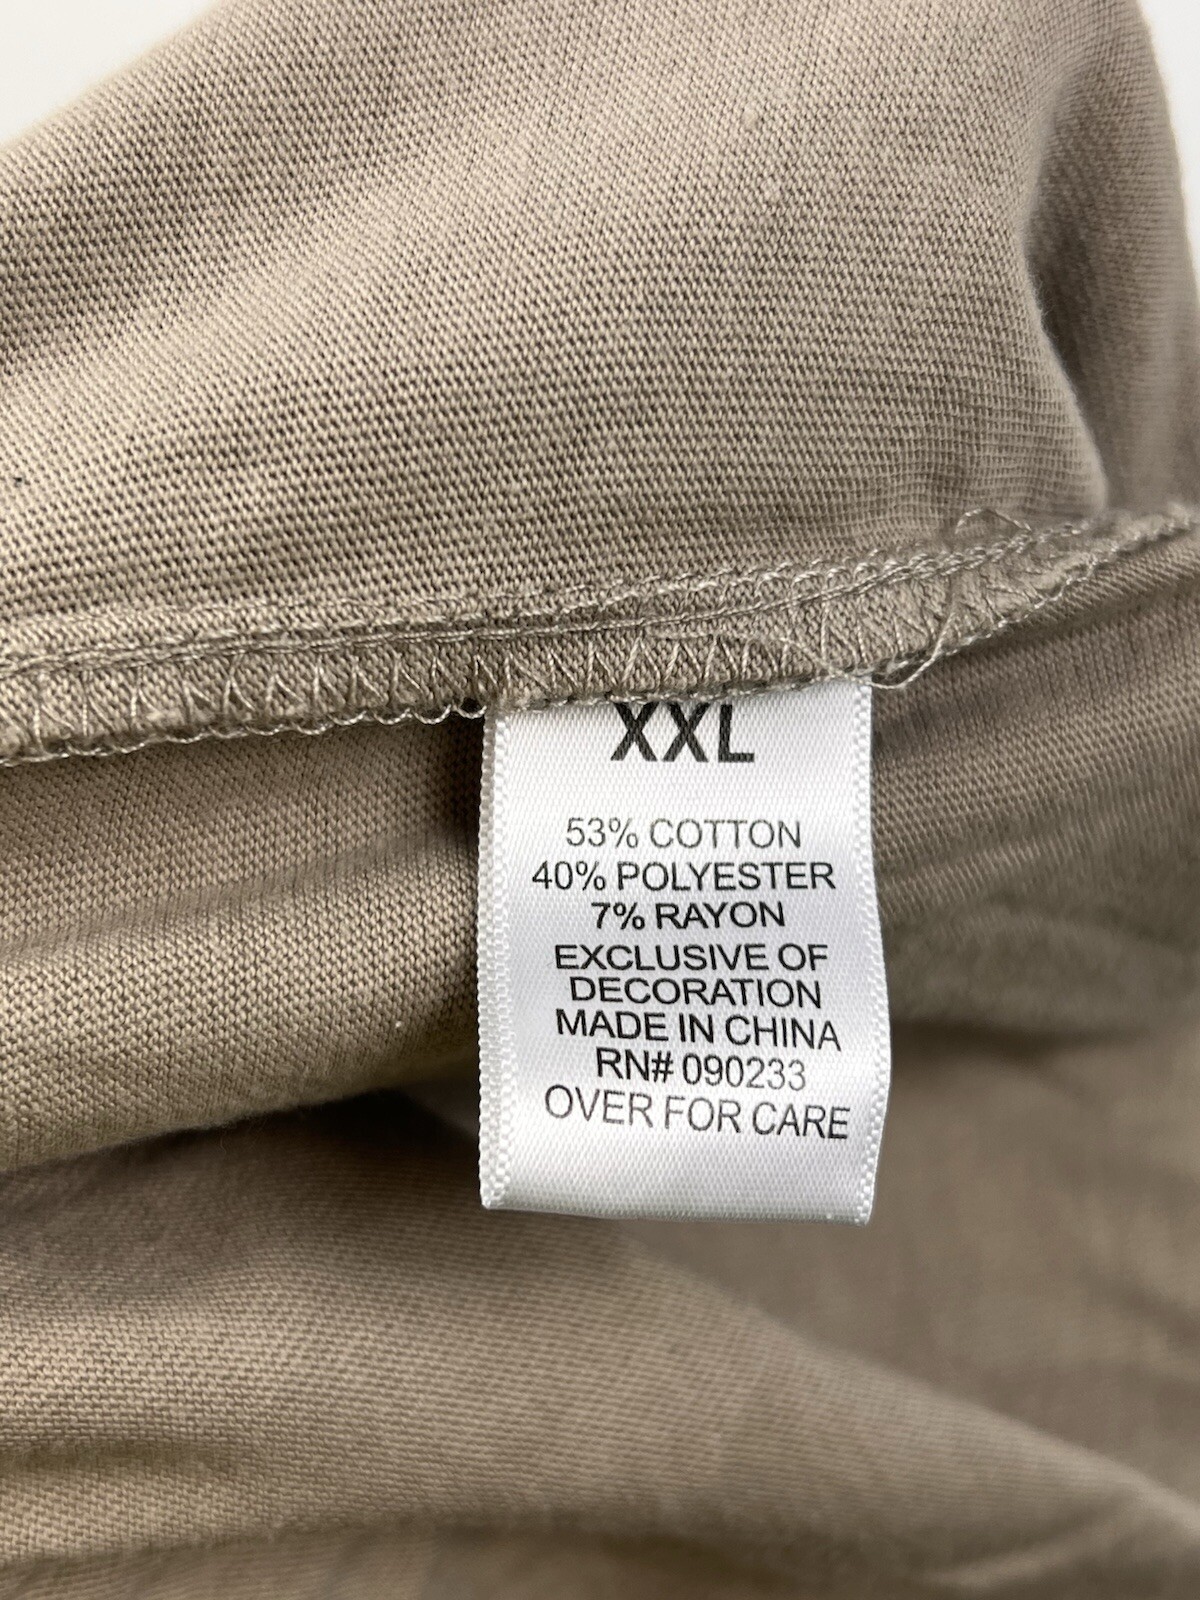 XXL
53% COTTON
40% POLYESTER
7% RAYON
EXCLUSIVE OF
DECORATION
MADE IN CHINA
RN# 090233
OVER FOR CARE